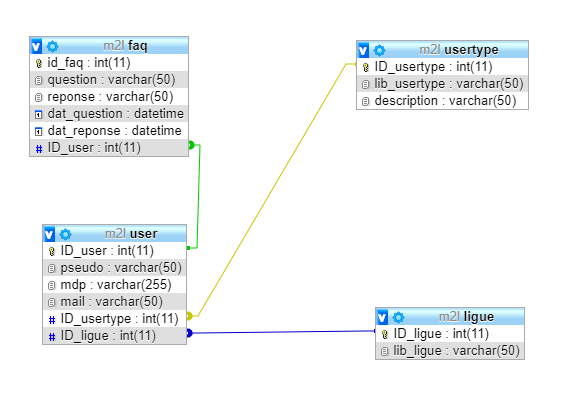 m2l faq
id_faq : int(11)
question : varchar(50)
reponse : varchar(50)
dat_question : datetime
dat_reponse : datetime
# ID_user : int(11)
m2l usertype
ID_usertype : int(11)
lib_usertype : varchar(50)
description : varchar(50)
m2l user
ID_user : int(11)
pseudo : varchar(50)
mdp : varchar(255)
mail : varchar(50)
# ID_usertype : int(11)
# ID_ligue : int(11)
m2l ligue
ID_ligue : int(11)
lib_ligue : varchar(50)